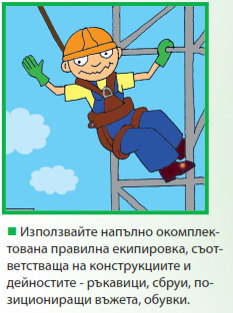 ■ Използвайте напълно окомплек-
тована правилна екипировка, съот-
ветстваща на конструкциите и
дейностите - ръкавици, сбруи, по-
зициониращи въжета, обувки.